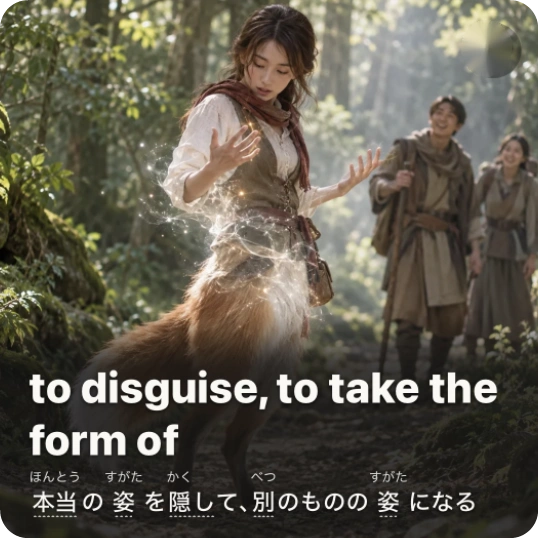 to disguise, to take the
form of
ほんとう すがた かく べつ すがた
本当の姿を隠して、別のものの姿になる